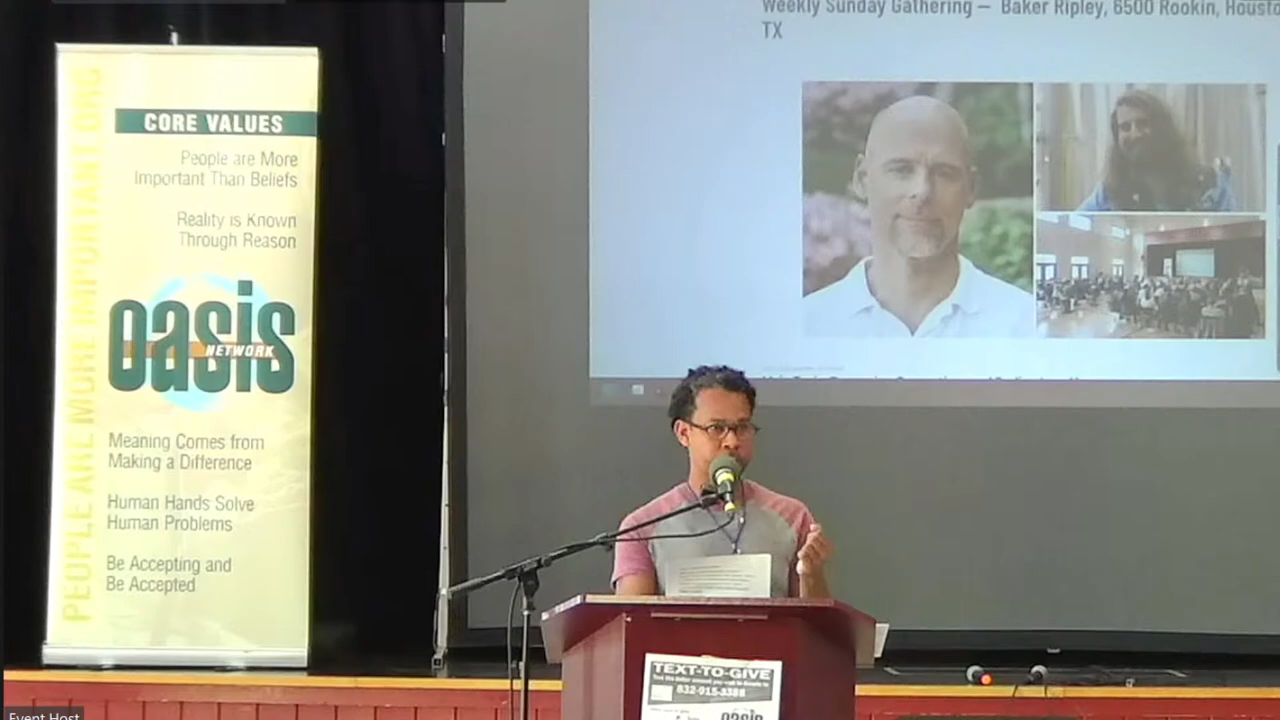 Weekly Sunday Gathering — Baker Ripley, 6500 Rookin, Housto
TX
PEOPLE ARE MORE IMPORTANT.ORG
CORE VALUES
People are More
Important Than Beliefs
Reality is Known
Through Reason
oasis
NETWORK
Meaning Comes from
Making a Difference
Human Hands Solve
Human Problems
Be Accepting and
Be Accepted
TEXT-TO-GIVE
832-915-3388
oasis
Event Host